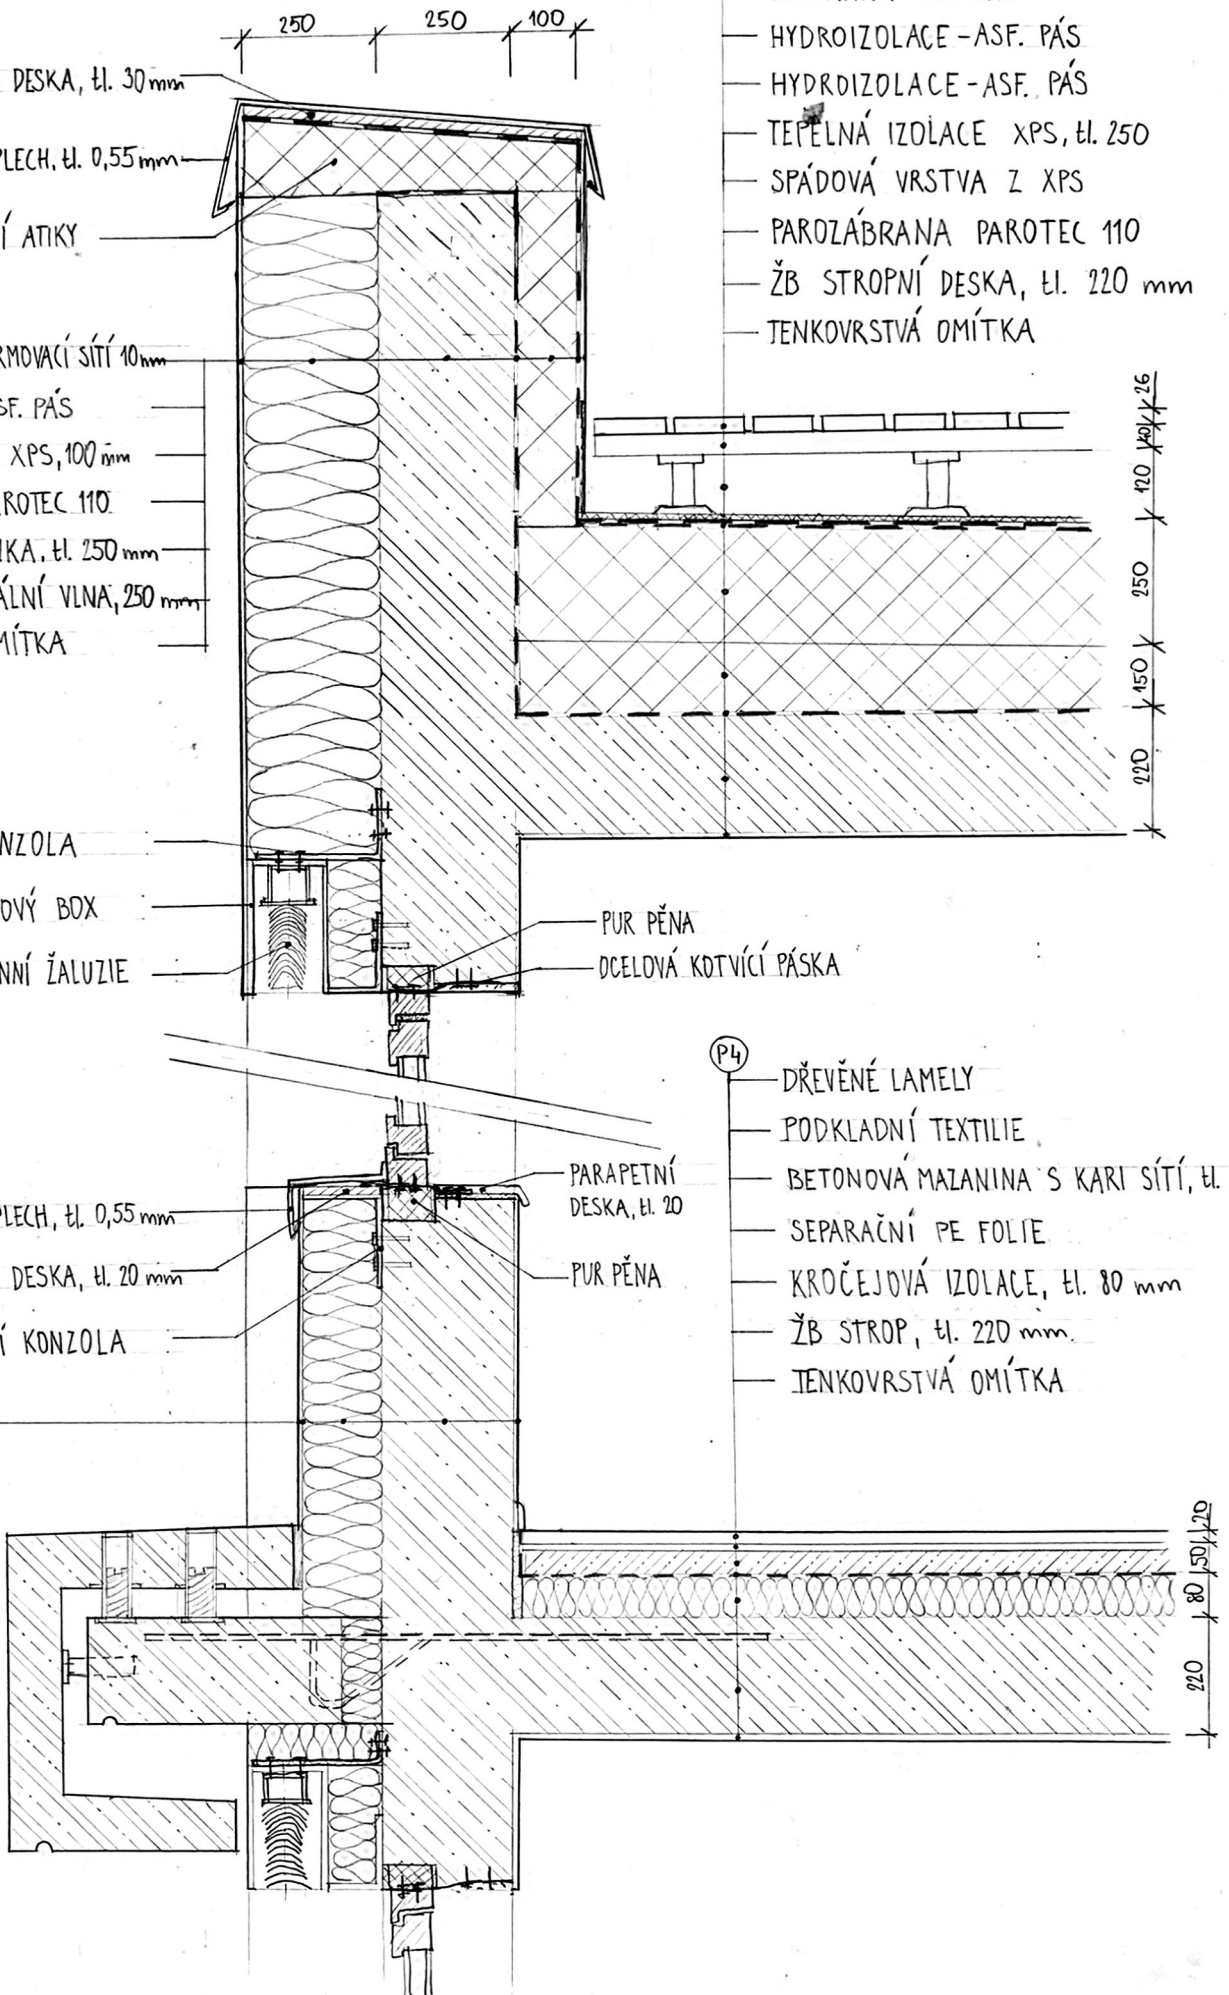 250 250 100
HYDROIZOLACE - ASF. PÁS
HYDROIZOLACE - ASF. PÁS
TEPELNÁ IZOLACE XPS, tl. 250
SPÁDOVÁ VRSTVA Z XPS
PAROZÁBRANA PAROTEC 110
ŽB STROPNÍ DESKA, tl. 220 mm
TENKOVRSTVÁ OMÍTKA
DESKA, tl. 30 mm
PLECH, tl. 0,55 mm
Í ATIKY
RMOVACÍ SÍTÍ 10mm
SF. PÁS
XPS, 100 mm
ROTEC 110
NKA, tl. 250 mm
ÁLNÍ VLNA, 250 mm
MÍTKA
26
40
120
250
150
220
NZOLA
OVÝ BOX
NNÍ ŽALUZIE
PUR PĚNA
OCELOVÁ KOTVÍCÍ PÁSKA
P4
DŘEVĚNÉ LAMELY
PODKLADNÍ TEXTILIE
BETONOVÁ MAZANINA S KARI SÍTÍ, tl.
SEPARAČNÍ PE FOLIE
KROČEJOVÁ IZOLACE, tl. 80 mm
ŽB STROP, tl. 220 mm
TENKOVRSTVÁ OMÍTKA
PARAPETNÍ
DESKA, tl. 20
PUR PĚNA
PLECH, tl. 0,55 mm
DESKA, tl. 20 mm
Í KONZOLA
20
50
80
220